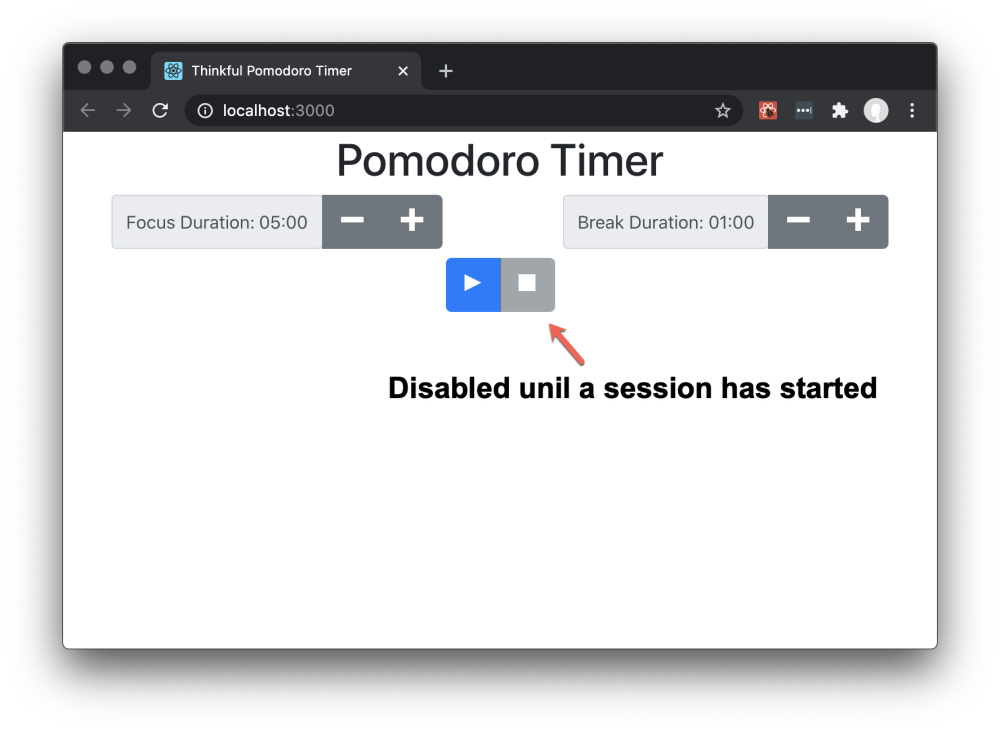 Thinkful Pomodoro Timer
localhost:3000
Pomodoro Timer
Focus Duration: 05:00
Break Duration: 01:00
Disabled unil a session has started